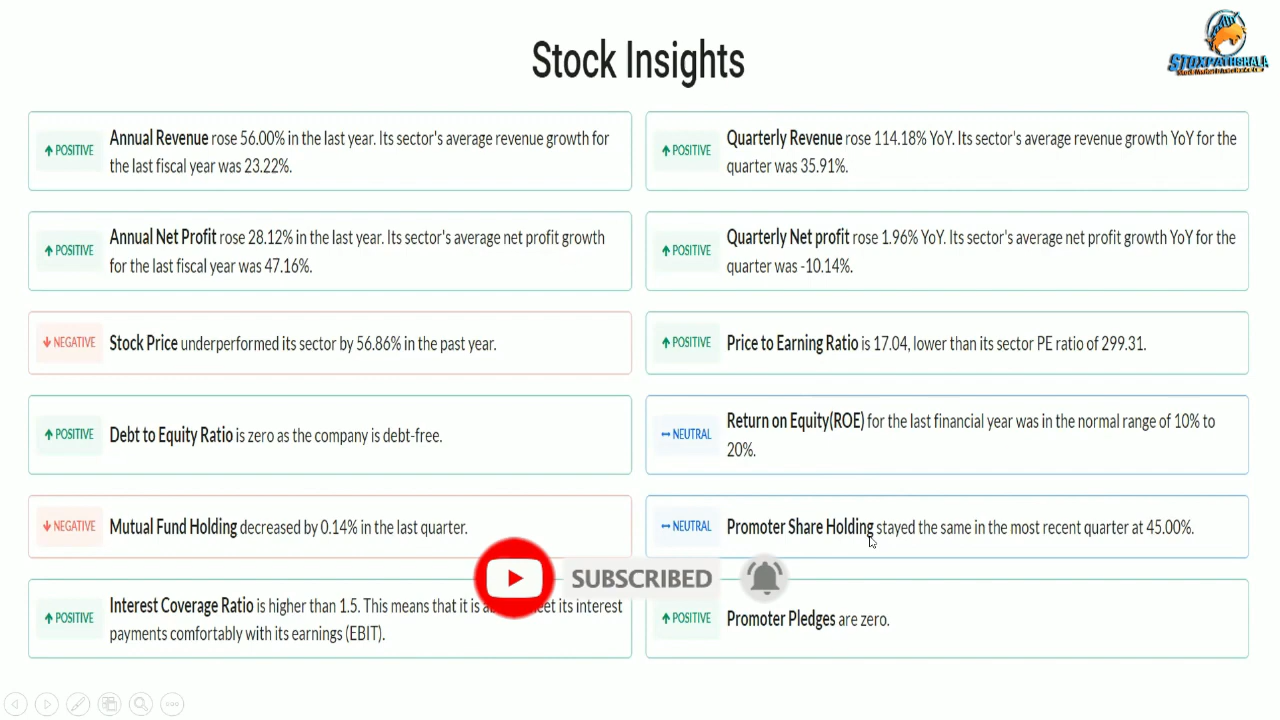 Stock Insights
STOXPATHSHALA
POSITIVE
Annual Revenue rose 56.00% in the last year. Its sector's average revenue growth for
the last fiscal year was 23.22%.
POSITIVE
Quarterly Revenue rose 114.18% YoY. Its sector's average revenue growth YoY for the
quarter was 35.91%.
POSITIVE
Annual Net Profit rose 28.12% in the last year. Its sector's average net profit growth
for the last fiscal year was 47.16%.
POSITIVE
Quarterly Net profit rose 1.96% YoY. Its sector's average net profit growth YoY for the
quarter was -10.14%.
NEGATIVE
Stock Price underperformed its sector by 56.86% in the past year.
POSITIVE
Price to Earning Ratio is 17.04, lower than its sector PE ratio of 299.31.
POSITIVE
Debt to Equity Ratio is zero as the company is debt-free.
NEUTRAL
Return on Equity(ROE) for the last financial year was in the normal range of 10% to
20%.
NEGATIVE
Mutual Fund Holding decreased by 0.14% in the last quarter.
NEUTRAL
Promoter Share Holding stayed the same in the most recent quarter at 45.00%.
SUBSCRIBED
POSITIVE
Interest Coverage Ratio is higher than 1.5. This means that it is its interest
payments comfortably with its earnings (EBIT).
POSITIVE
Promoter Pledges are zero.